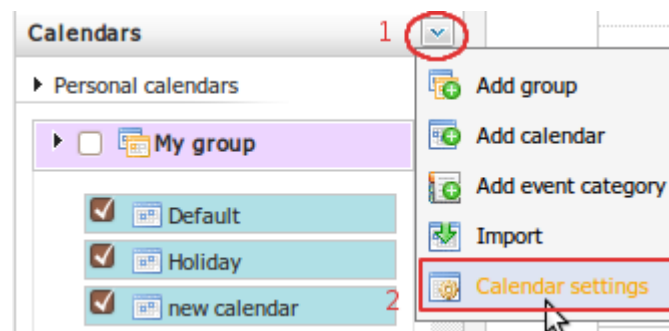 Calendars 1
Personal calendars
Add group
My group
Add calendar
Add event category
Default
Import
Holiday
Calendar settings
new calendar 2